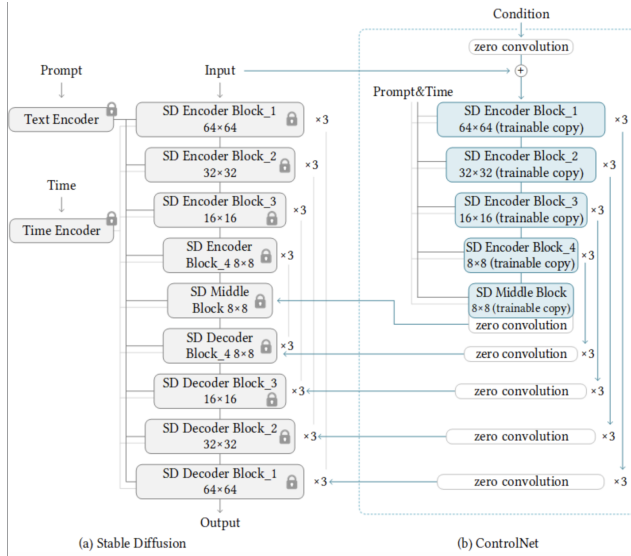 Condition
zero convolution
Prompt
Input
+
Prompt&Time
Text Encoder
SD Encoder Block_1
64×64
×3
SD Encoder Block_1
64×64 (trainable copy)
×3
SD Encoder Block_2
32×32
×3
SD Encoder Block_2
32×32 (trainable copy)
×3
Time
SD Encoder Block_3
16×16
×3
SD Encoder Block_3
16×16 (trainable copy)
×3
Time Encoder
SD Encoder
Block_4 8×8
×3
SD Encoder Block_4
8×8 (trainable copy)
×3
SD Middle
Block 8×8
SD Middle Block
8×8 (trainable copy)
zero convolution
SD Decoder
Block_4 8×8
×3
zero convolution
×3
SD Decoder Block_3
16×16
×3
zero convolution
×3
SD Decoder Block_2
32×32
×3
zero convolution
×3
SD Decoder Block_1
64×64
×3
zero convolution
×3
Output
(a) Stable Diffusion
(b) ControlNet